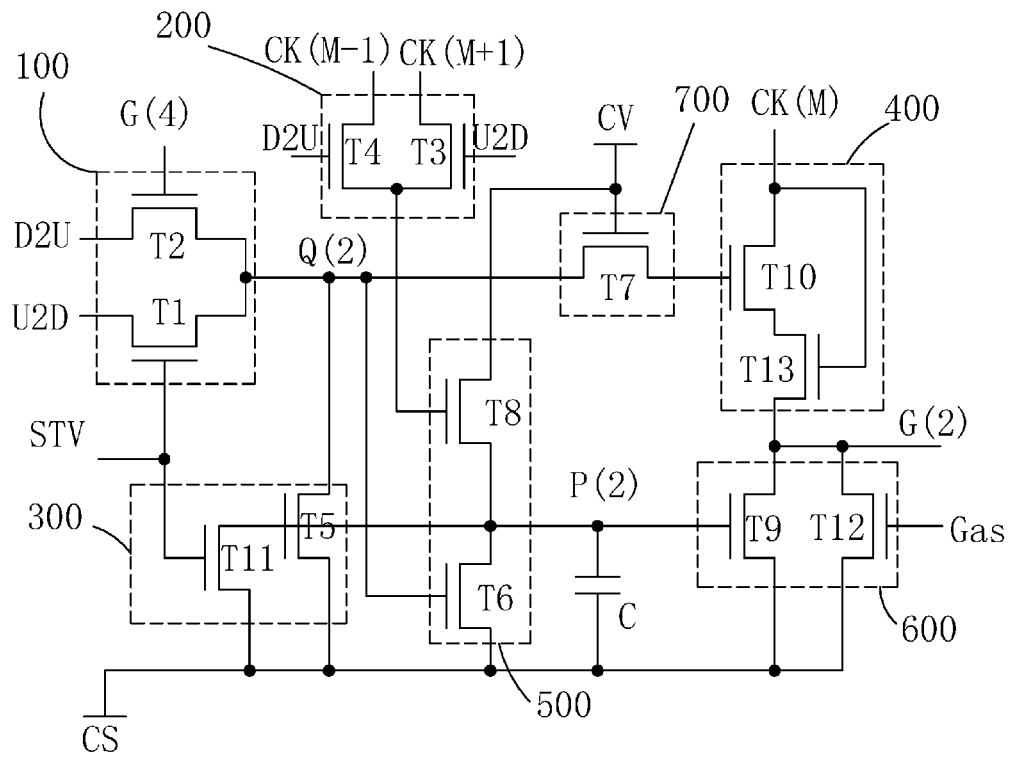 200
CK(M-1) CK(M+1)
100
700
CK(M)
400
G(4)
CV
D2U
T4
T3
U2D
D2U
T2
Q(2)
T10
T7
U2D
T1
T13
T8
STV
G(2)
P(2)
300
T5
T9
T12
Gas
T11
T6
C
600
500
CS